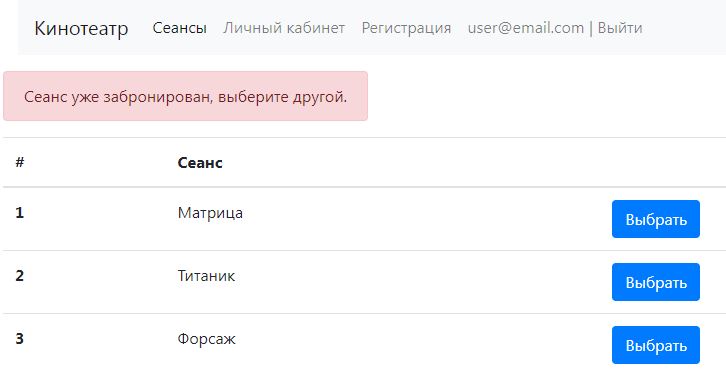 Кинотеатр Сеансы Личный кабинет Регистрация user@email.com | Выйти
Сеанс уже забронирован, выберите другой.
# Сеанс
1 Матрица Выбрать
2 Титаник Выбрать
3 Форсаж Выбрать